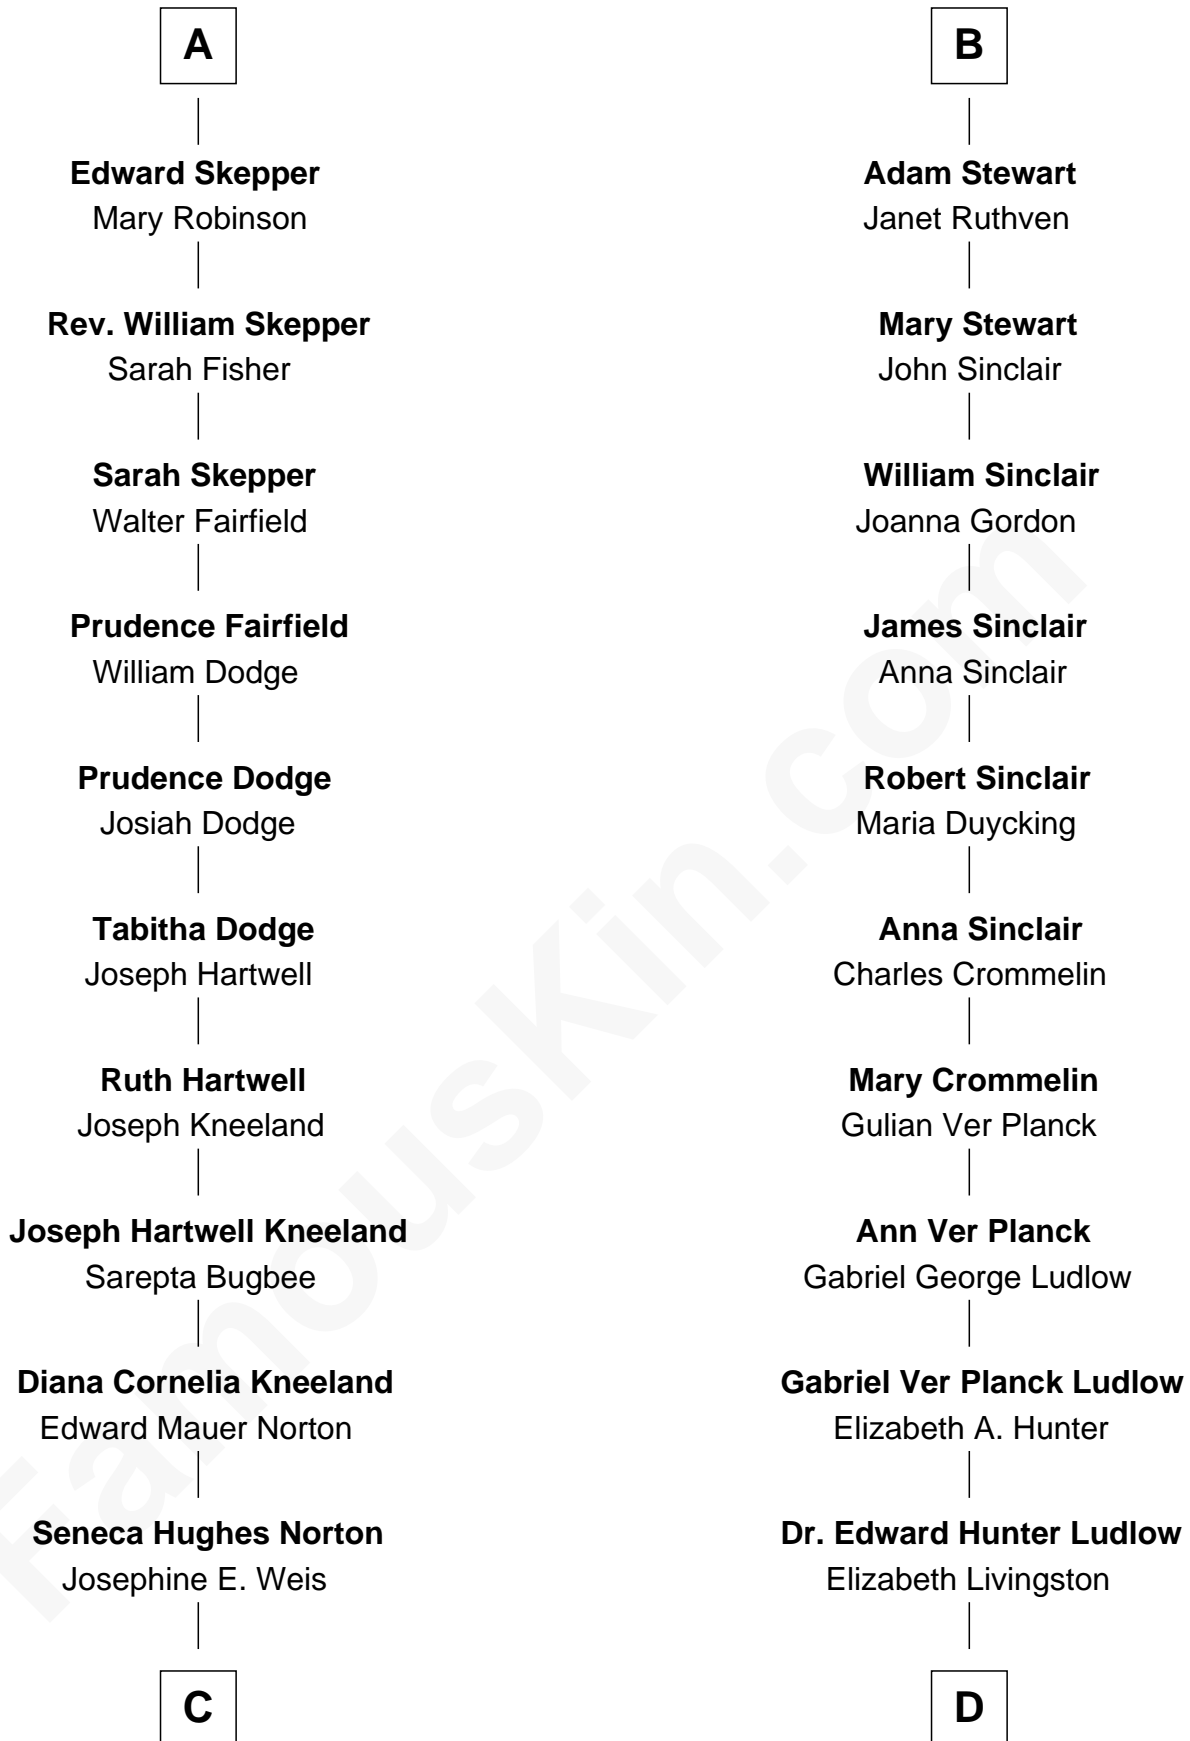 A
Edward Skepper
Mary Robinson
Rev. William Skepper
Sarah Fisher
Sarah Skepper
Walter Fairfield
Prudence Fairfield
William Dodge
Prudence Dodge
Josiah Dodge
Tabitha Dodge
Joseph Hartwell
Ruth Hartwell
Joseph Kneeland
Joseph Hartwell Kneeland
Sarepta Bugbee
Diana Cornelia Kneeland
Edward Mauer Norton
Seneca Hughes Norton
Josephine E. Weis
C
B
Adam Stewart
Janet Ruthven
Mary Stewart
John Sinclair
William Sinclair
Joanna Gordon
James Sinclair
Anna Sinclair
Robert Sinclair
Maria Duycking
Anna Sinclair
Charles Crommelin
Mary Crommelin
Gulian Ver Planck
Ann Ver Planck
Gabriel George Ludlow
Gabriel Ver Planck Ludlow
Elizabeth A. Hunter
Dr. Edward Hunter Ludlow
Elizabeth Livingston
D
FamousKin.com